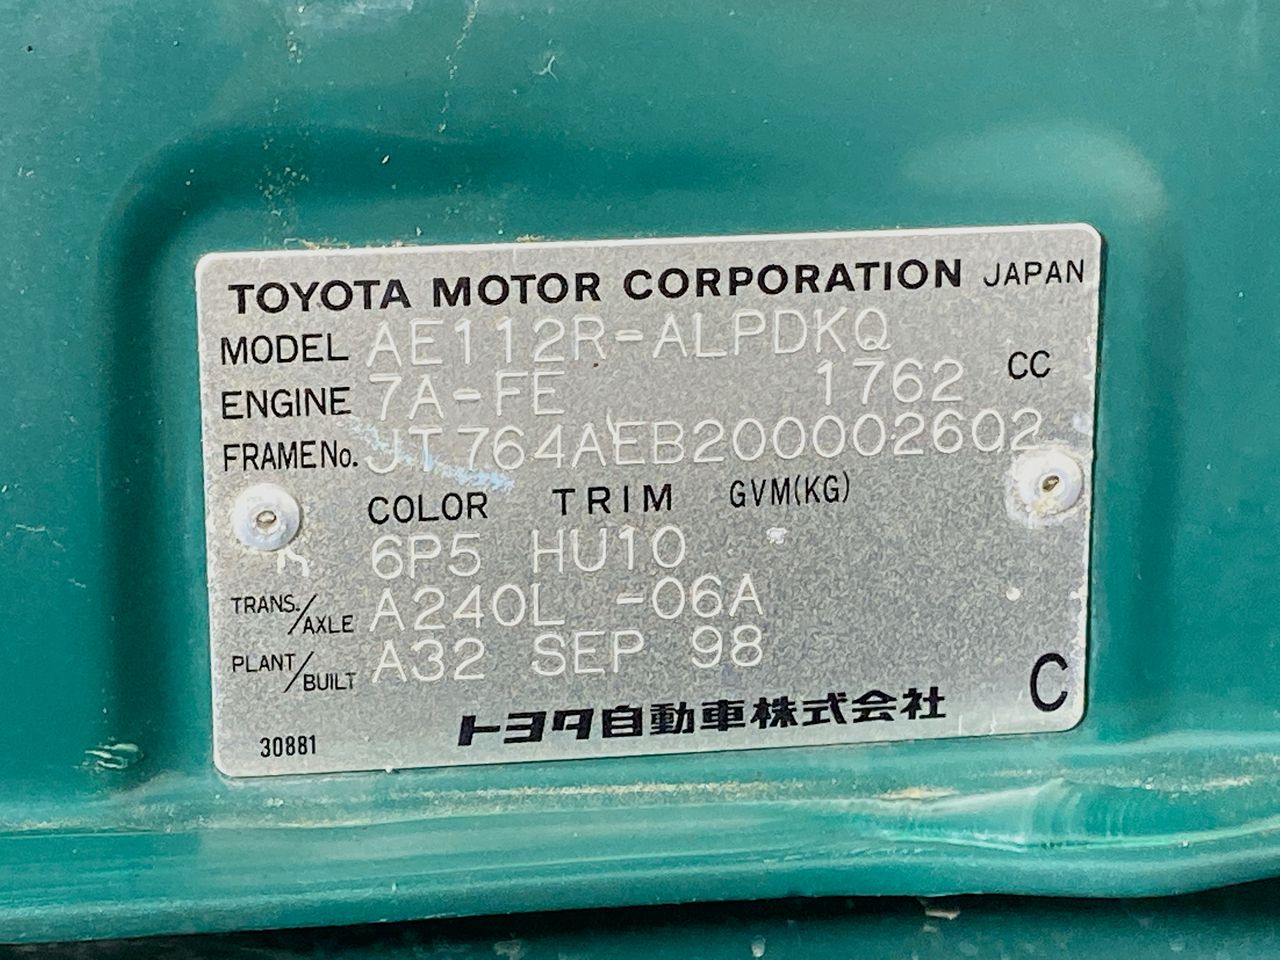 TOYOTA MOTOR CORPORATION JAPAN
MODEL AE112R-ALPDKQ
ENGINE 7A-FE 1762 CC
FRAME No. JT764AEB200002602
COLOR TRIM GVM(KG)
6P5 HU10
TRANS./AXLE A240L -06A
PLANT/BUILT A32 SEP 98
C
トヨタ自動車株式会社
30881